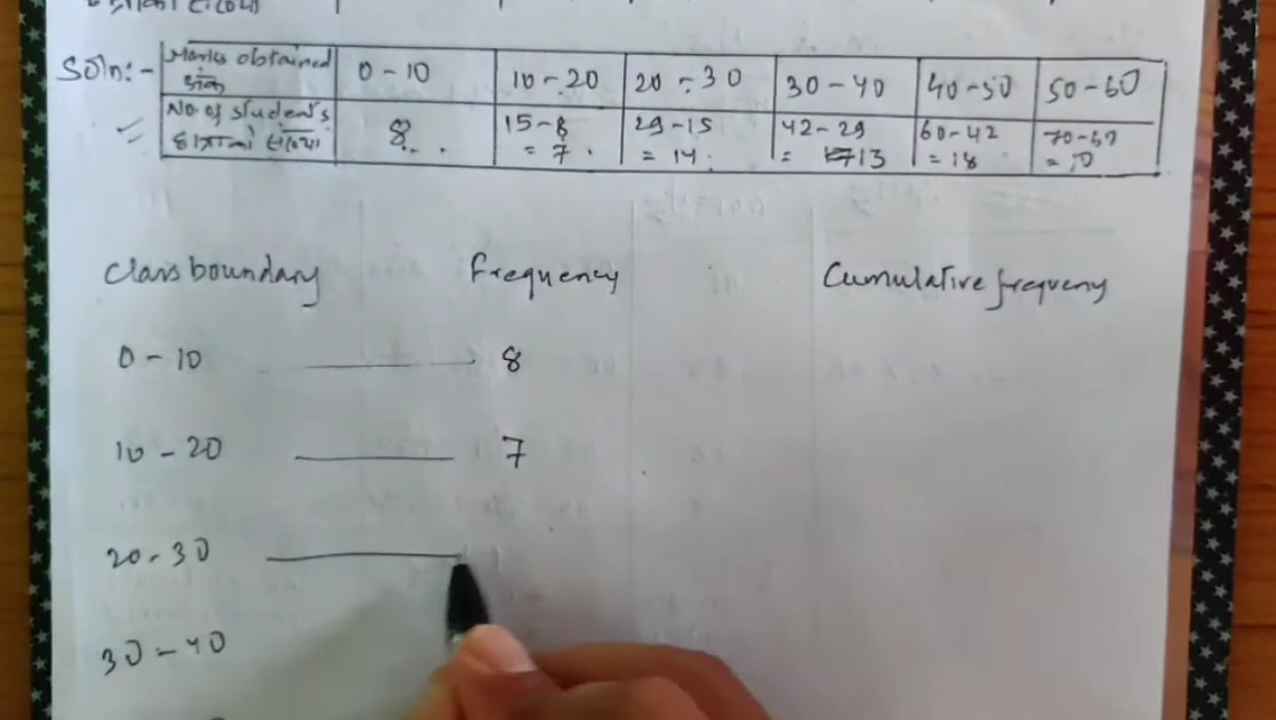 Soln:- Marks obtained 0-10 10-20 20-30 30-40 40-50 50-60
No of student's 8 15-8 29-15 42-29 60-42 70-60
= 7 = 14 = 13 = 18 = 10
Class boundary Frequency Cumulative frequency
0-10 8
10-20 7
20-30
30-40